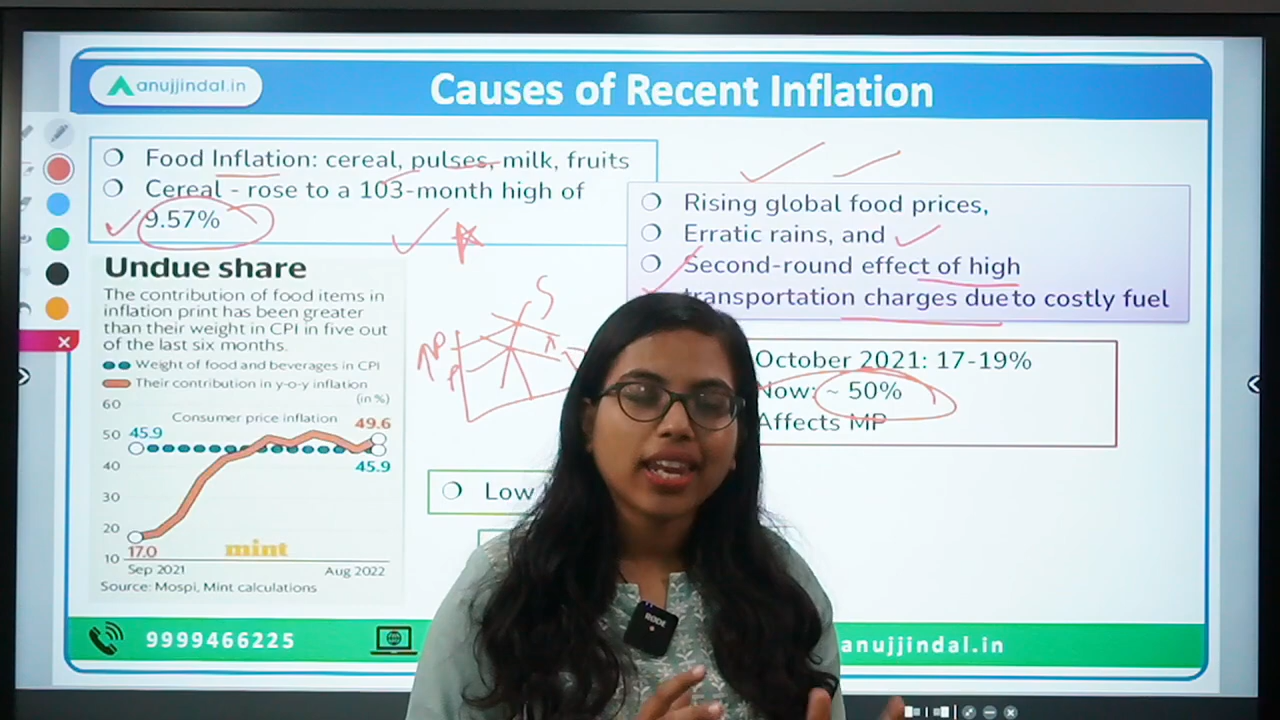 anujjindal.in
Causes of Recent Inflation
Food Inflation: cereal, pulses, milk, fruits
Cereal - rose to a 103-month high of
9.57%
Rising global food prices,
Erratic rains, and
Second-round effect of high
transportation charges due to costly fuel
Undue share
The contribution of food items in
inflation print has been greater
than their weight in CPI in five out
of the last six months.
Weight of food and beverages in CPI
Their contribution in y-o-y inflation
(in %)
60
Consumer price inflation
49.6
50
45.9
45.9
40
30
20
17.0
mint
10
Sep 2021
Aug 2022
Source: Mospi, Mint calculations
S
P
P
October 2021: 17-19%
Now: ~ 50%
Affects MP
Low
RØDE
9999466225
anujjindal.in